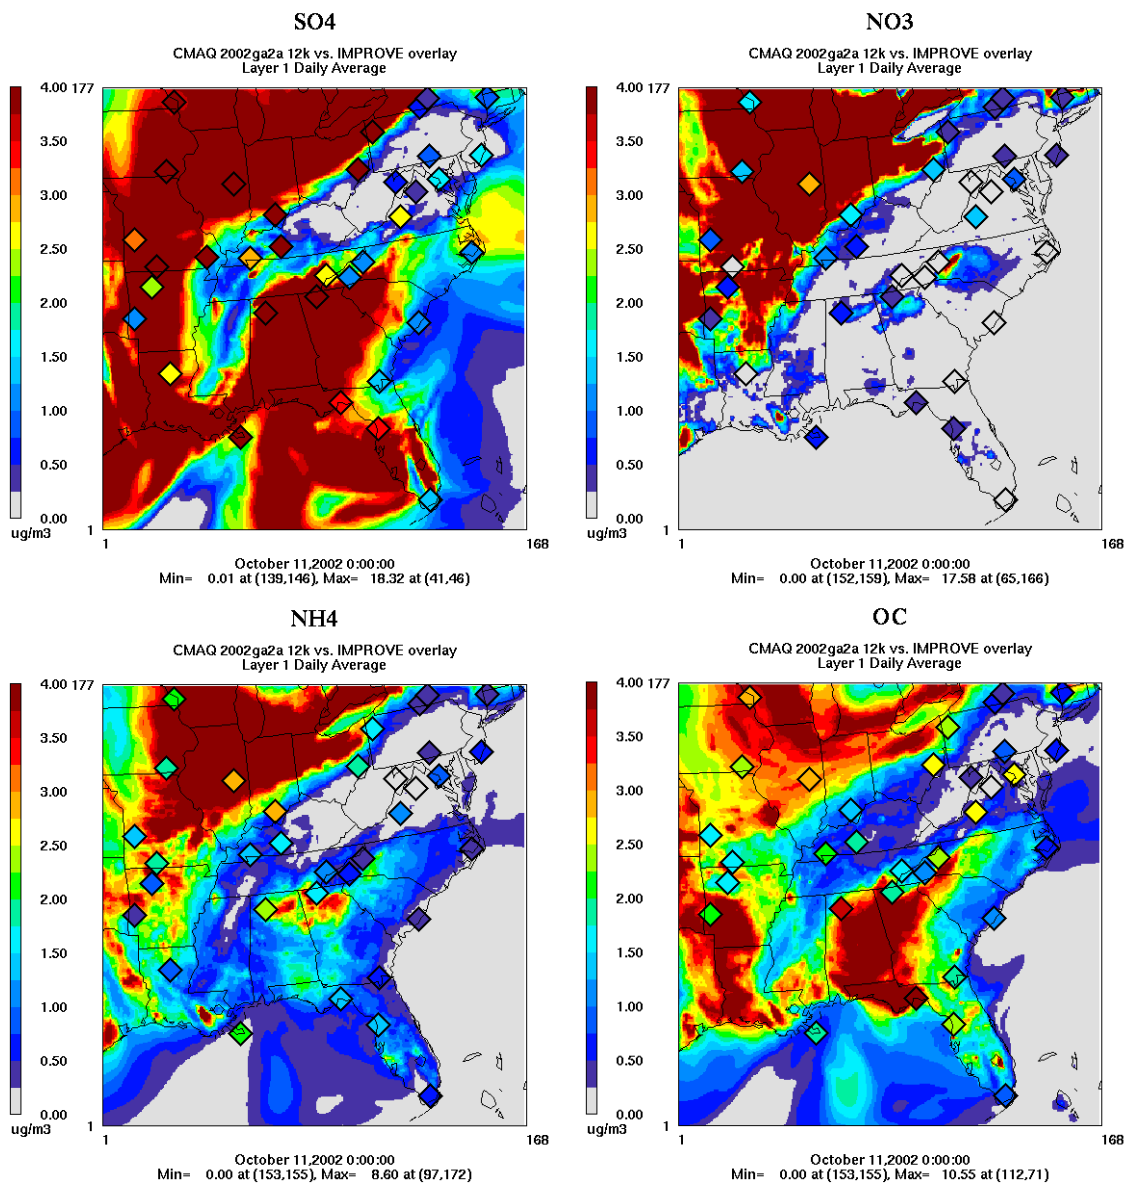 SO4
CMAQ 2002ga2a 12k vs. IMPROVE overlay
Layer 1 Daily Average
4.00 177
3.50
3.00
2.50
2.00
1.50
1.00
0.50
0.00
ug/m3
1
1
168
October 11,2002 0:00:00
Min= 0.01 at (139,146), Max= 18.32 at (41,46)
NO3
CMAQ 2002ga2a 12k vs. IMPROVE overlay
Layer 1 Daily Average
4.00 177
3.50
3.00
2.50
2.00
1.50
1.00
0.50
0.00
ug/m3
1
1
168
October 11,2002 0:00:00
Min= 0.00 at (152,159), Max= 17.58 at (65,166)
NH4
CMAQ 2002ga2a 12k vs. IMPROVE overlay
Layer 1 Daily Average
4.00 177
3.50
3.00
2.50
2.00
1.50
1.00
0.50
0.00
ug/m3
1
1
168
October 11,2002 0:00:00
Min= 0.00 at (153,155), Max= 8.60 at (97,172)
OC
CMAQ 2002ga2a 12k vs. IMPROVE overlay
Layer 1 Daily Average
4.00 177
3.50
3.00
2.50
2.00
1.50
1.00
0.50
0.00
ug/m3
1
1
168
October 11,2002 0:00:00
Min= 0.00 at (153,155), Max= 10.55 at (112,71)